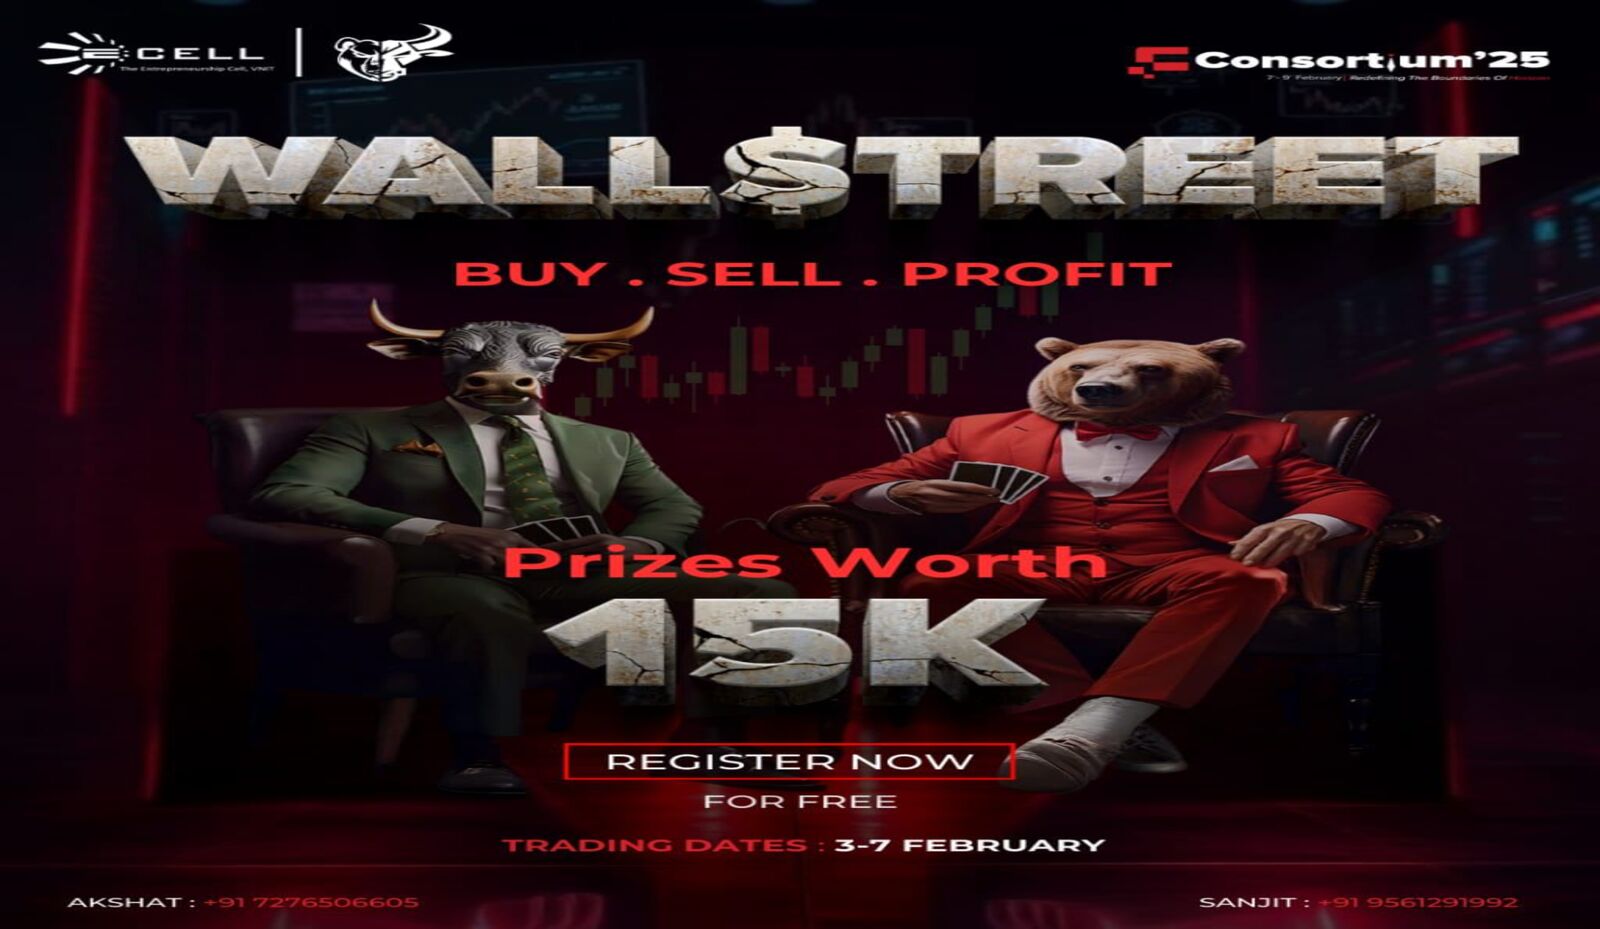 E-CELL
The Entrepreneurship Cell, VNIT
Consortium'25
7 - 9 February | Redefining The Boundaries Of
WALL$TREET
BUY . SELL . PROFIT
Prizes Worth
15K
REGISTER NOW
FOR FREE
TRADING DATES : 3-7 FEBRUARY
AKSHAT : +91 7276506605
SANJIT : +91 9561291992